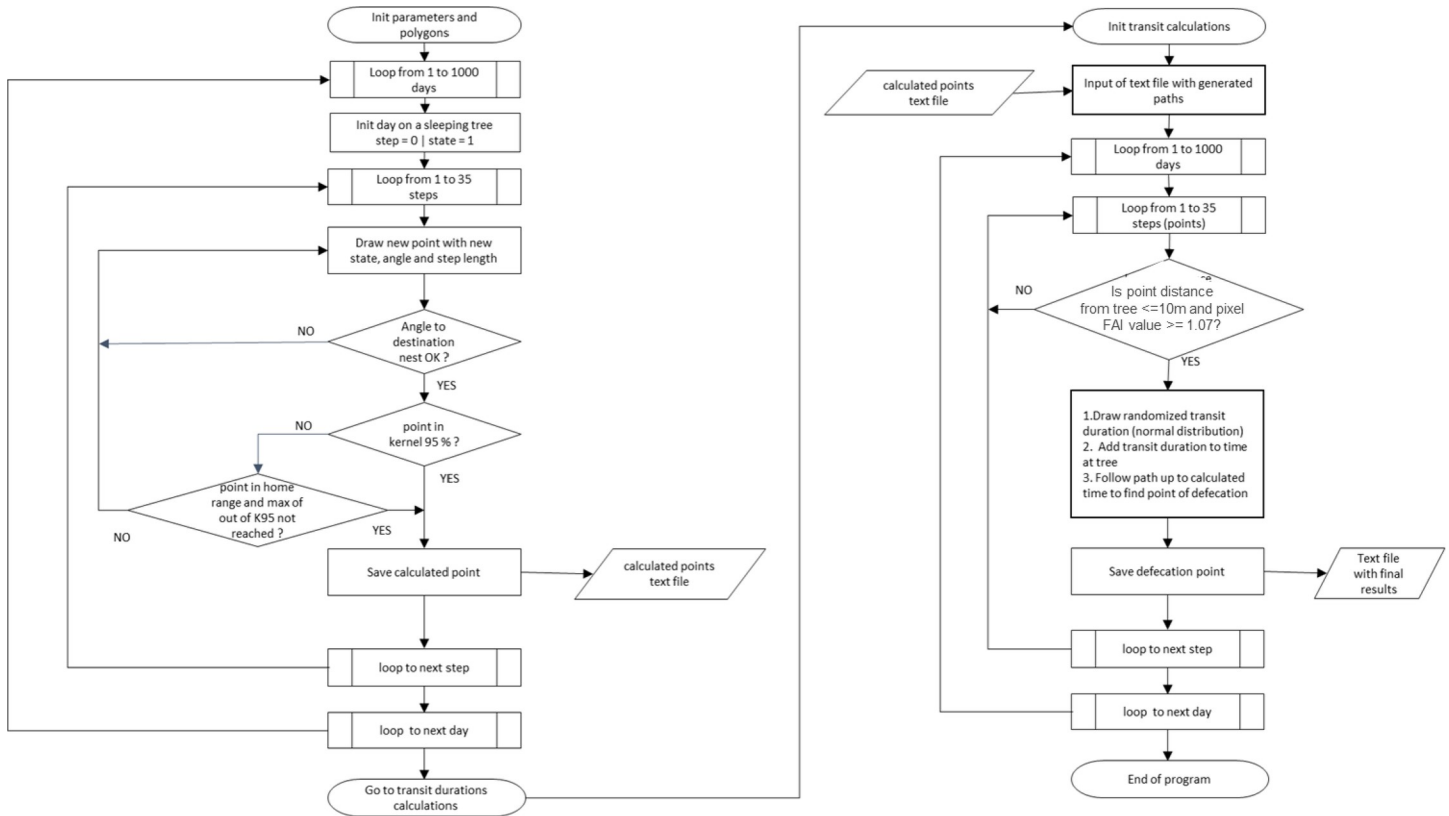 Init parameters and
polygons
Loop from 1 to 1000
days
Init day on a sleeping tree
step = 0 | state = 1
Loop from 1 to 35
steps
Draw new point with new
state, angle and step length
Angle to
destination
nest OK ?
NO
YES
point in
kernel 95 % ?
NO
YES
point in home
range and max of
out of K95 not
reached ?
NO
YES
Save calculated point
calculated points
text file
loop to next step
loop to next day
Go to transit durations
calculations
Init transit calculations
calculated points
text file
Input of text file with generated
paths
Loop from 1 to 1000
days
Loop from 1 to 35
steps (points)
Is point distance
from tree <=10m and pixel
FAI value >= 1.07?
NO
YES
1.Draw randomized transit
duration (normal distribution)
2. Add transit duration to time
at tree
3. Follow path up to calculated
time to find point of defecation
Save defecation point
Text file
with final
results
loop to next step
loop to next day
End of program